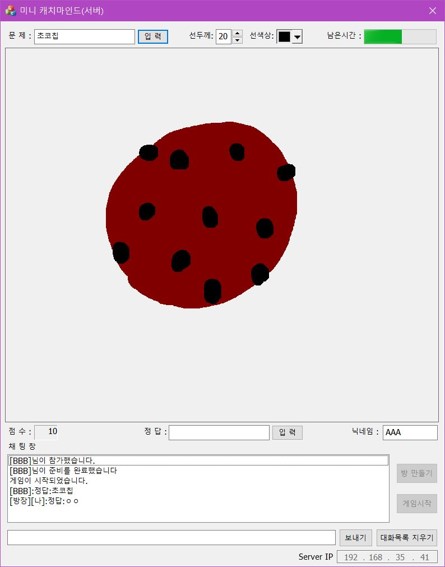 미니 캐치마인드(서버)
문 제 : 초코칩 입 력 선두께: 20 선색상: 남은시간 :
점 수 : 10 정 답 : 입 력 닉네임 : AAA
채 팅 창
[BBB]님이 참가했습니다.
[BBB]님이 준비를 완료했습니다
게임이 시작되었습니다.
[BBB]:정답:초코칩
[방장][나]:정답:ㅇㅇ
방 만들기
게임시작
보내기 대화목록 지우기
Server IP 192 . 168 . 35 . 41